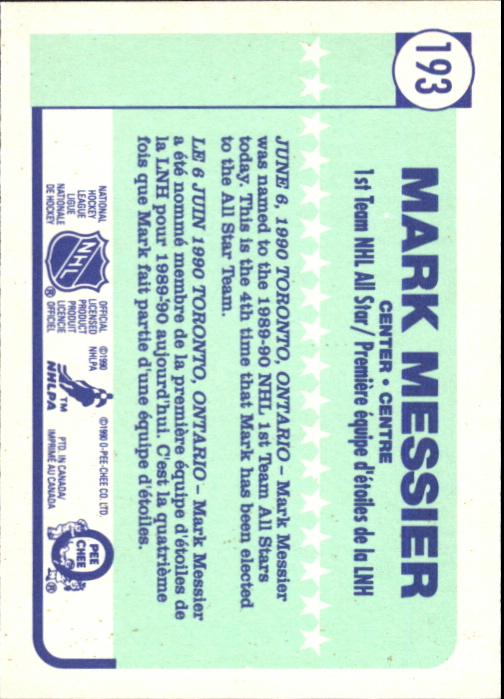 193
MARK MESSIER
CENTER • CENTRE
1st Team NHL All Star/ Première équipe d'étoiles de la LNH
JUNE 6, 1990 TORONTO, ONTARIO – Mark Messier
was named to the 1989-90 NHL 1st Team All Stars
today. This is the 4th time that Mark has been elected
to the All Star Team.
LE 6 JUIN 1990 TORONTO, ONTARIO – Mark Messier
a été nommé membre de la première équipe d'étoiles de
la LNH pour 1989-90 aujourd'hui. C'est la quatrième
fois que Mark fait partie d'une équipe d'étoiles.
NATIONAL
HOCKEY
LEAGUE
LIGUE
NATIONALE
DE HOCKEY
NHL
®
OFFICIAL
LICENSED
PRODUCT
PRODUIT
LICENCIE
OFFICIEL
©1990
NHLPA
TM
NHLPA
©1990 O-PEE-CHEE CO. LTD.
PTD. IN CANADA/
IMPRIMÉ AU CANADA
O
PEE
CHEE
®